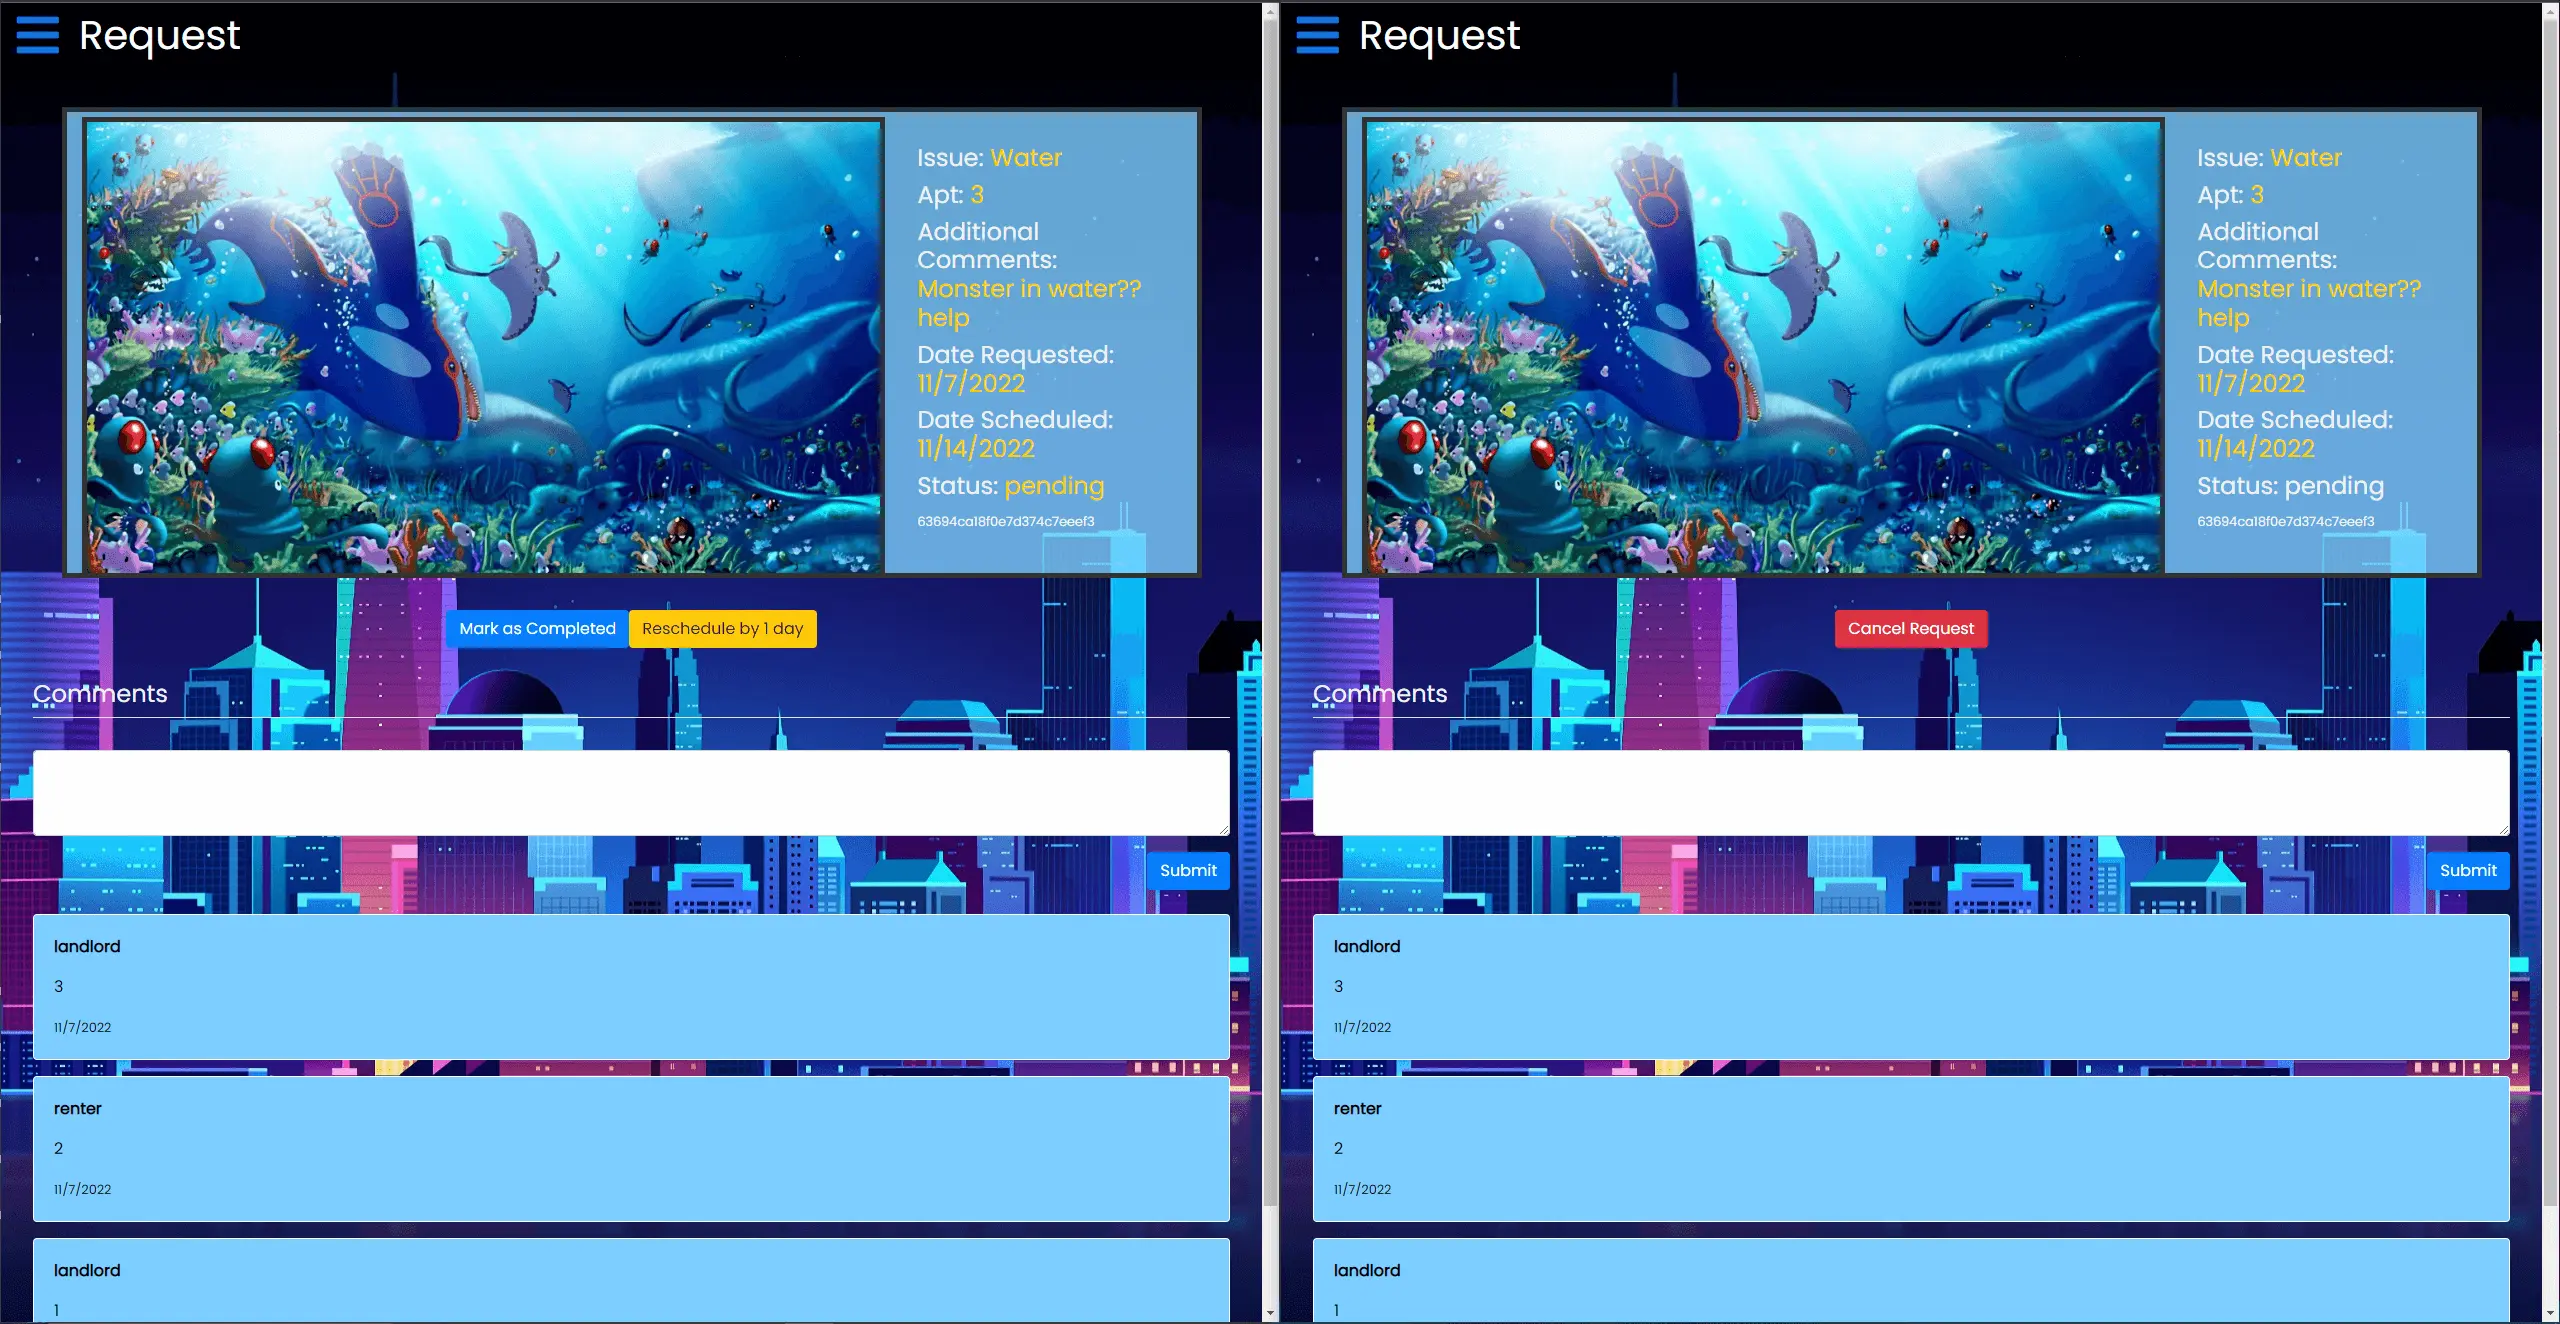 Request
Issue: Water
Apt: 3
Additional
Comments:
Monster in water??
help
Date Requested:
11/7/2022
Date Scheduled:
11/14/2022
Status: pending
63694ca18f0e7d374c7eeef3
Mark as Completed
Reschedule by 1 day
Comments
Submit
landlord
3
11/7/2022
renter
2
11/7/2022
landlord
1
Request
Issue: Water
Apt: 3
Additional
Comments:
Monster in water??
help
Date Requested:
11/7/2022
Date Scheduled:
11/14/2022
Status: pending
63694ca18f0e7d374c7eeef3
Cancel Request
Comments
Submit
landlord
3
11/7/2022
renter
2
11/7/2022
landlord
1